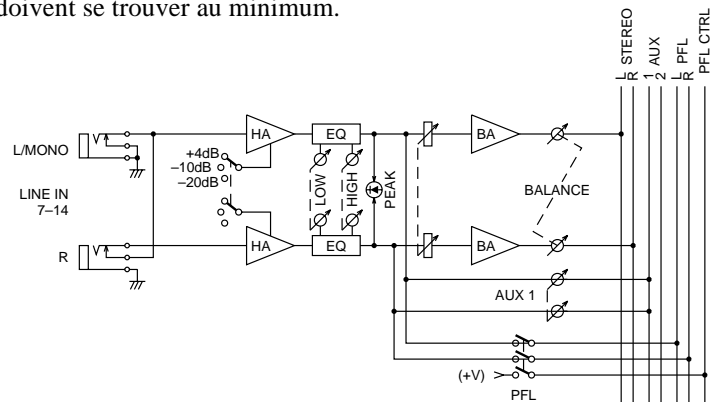 doivent se trouver au minimum.
L STEREO
R
1 AUX
2
L PFL
R
PFL CTRL
L/MONO
LINE IN
7–14
R
+4dB
–10dB
–20dB
HA
HA
EQ
EQ
LOW
HIGH
PEAK
BA
BA
BALANCE
AUX 1
(+V)
PFL